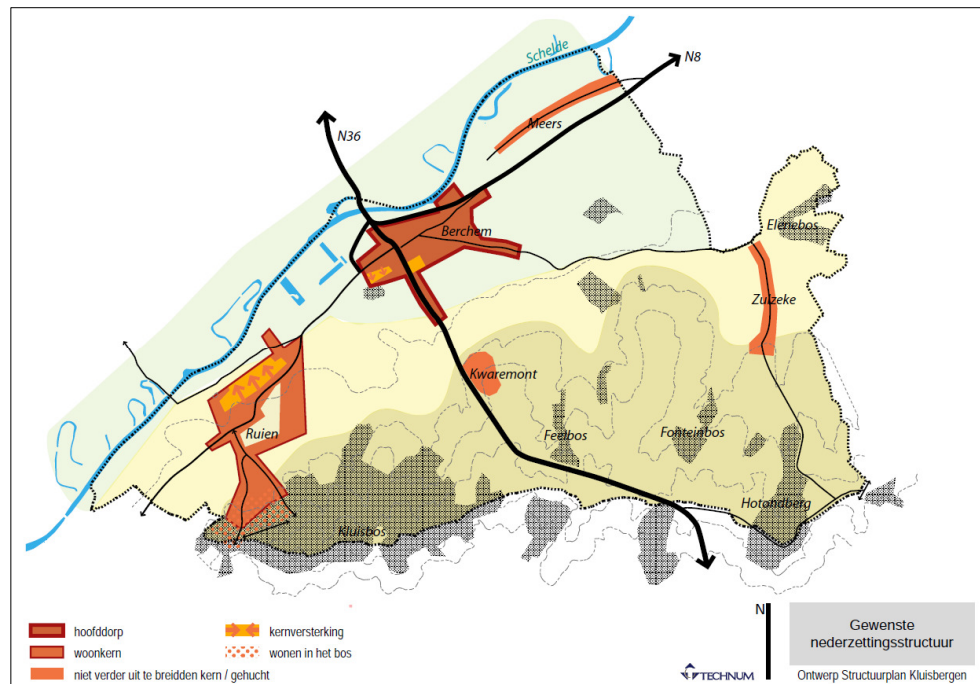 Schelde
N8
N36
Meers
Elenebos
Berchem
Zulzeke
Kwaremont
Ruien
Feelbos
Fonteinbos
Hotondberg
Kluisbos
hoofddorp
kernversterking
woonkern
wonen in het bos
niet verder uit te breidden kern / gehucht
N
TECHNUM
Gewenste
nederzettingsstructuur
Ontwerp Structuurplan Kluisbergen